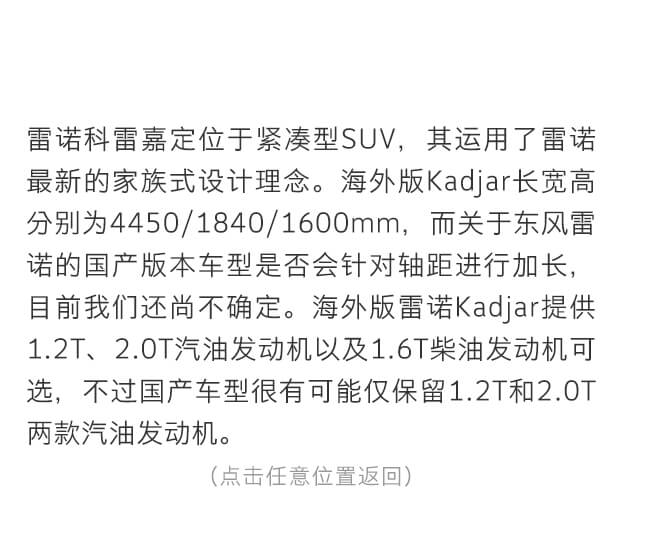 雷诺科雷嘉定位于紧凑型SUV，其运用了雷诺
最新的家族式设计理念。海外版Kadjar长宽高
分别为4450/1840/1600mm，而关于东风雷
诺的国产版本车型是否会针对轴距进行加长，
目前我们还尚不确定。海外版雷诺Kadjar提供
1.2T、2.0T汽油发动机以及1.6T柴油发动机可
选，不过国产车型很有可能仅保留1.2T和2.0T
两款汽油发动机。
（点击任意位置返回）